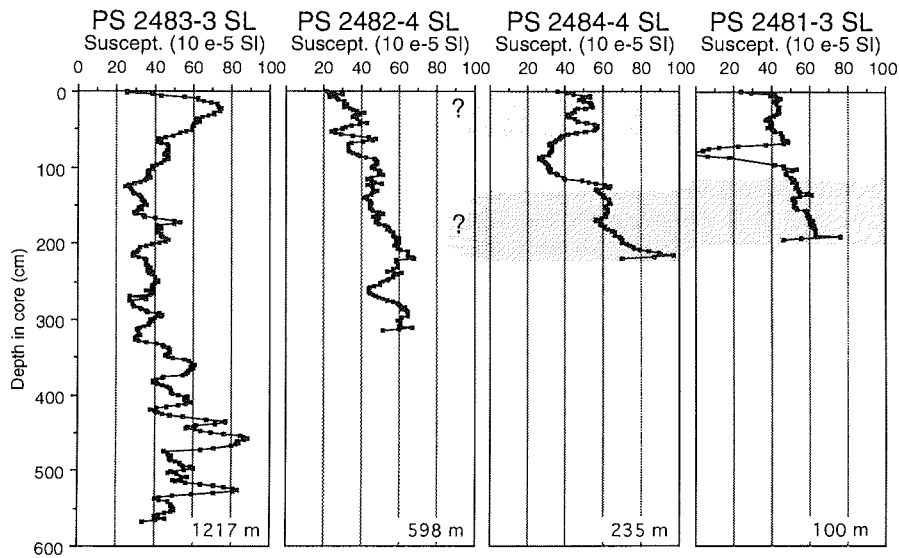 PS 2483-3 SL PS 2482-4 SL PS 2484-4 SL PS 2481-3 SL
Suscept. (10 e-5 SI) Suscept. (10 e-5 SI) Suscept. (10 e-5 SI) Suscept. (10 e-5 SI)
0 20 40 60 80 100 20 40 60 80 100 20 40 60 80 100 20 40 60 80 100
0
?
100
?
200
300
400
500
600
Depth in core (cm)
1217 m 598 m 235 m 100 m